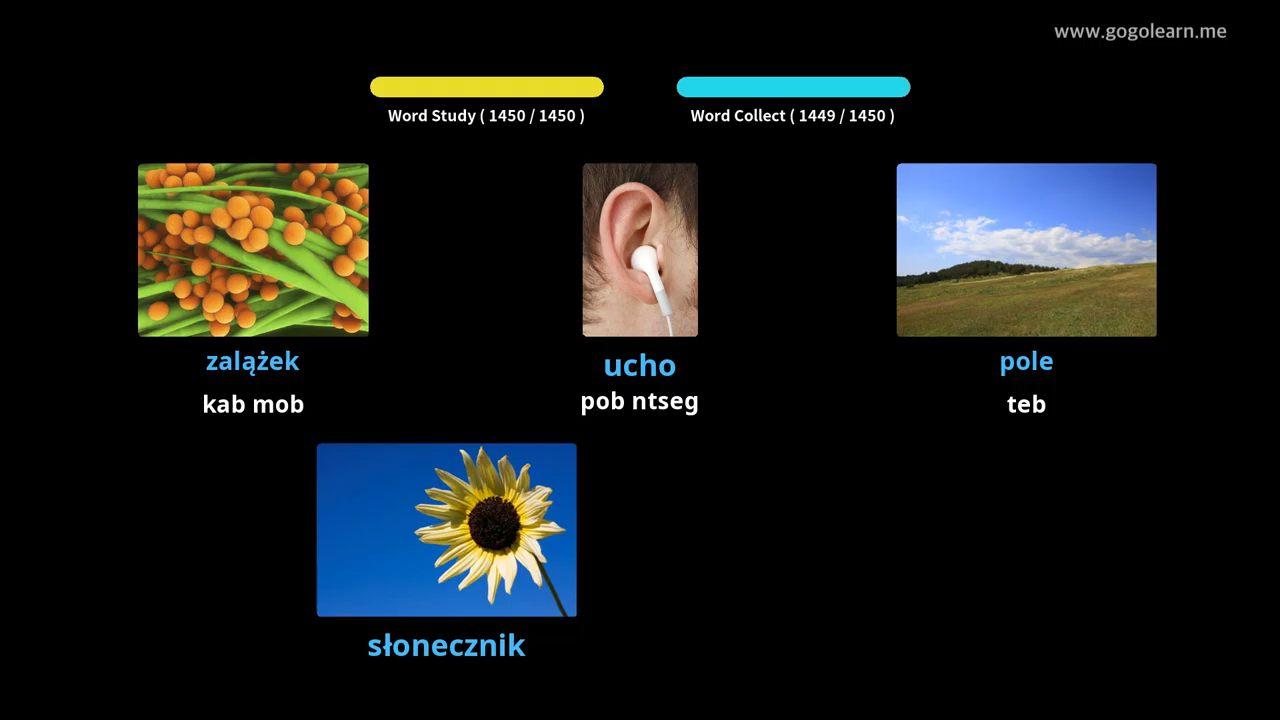 www.gogolearn.me
Word Study ( 1450 / 1450 )
Word Collect ( 1449 / 1450 )
zalążek
kab mob
ucho
pob ntseg
pole
teb
słonecznik